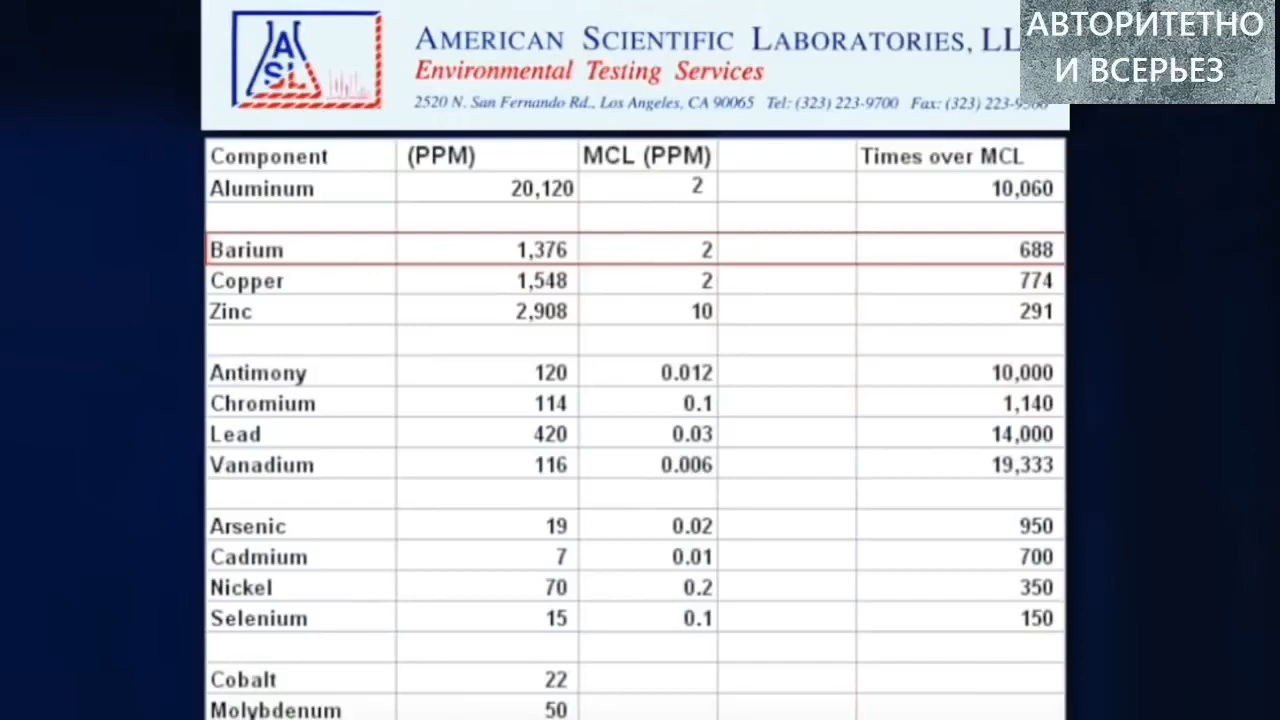 ASL
AMERICAN SCIENTIFIC LABORATORIES, LL
Environmental Testing Services
2520 N. San Fernando Rd., Los Angeles, CA 90065 Tel: (323) 223-9700 Fax: (323) 223-9500
АВТОРИТЕТНО
И ВСЕРЬЕЗ
Component (PPM) MCL (PPM) Times over MCL
Aluminum 20,120 2 10,060
Barium 1,376 2 688
Copper 1,548 2 774
Zinc 2,908 10 291
Antimony 120 0.012 10,000
Chromium 114 0.1 1,140
Lead 420 0.03 14,000
Vanadium 116 0.006 19,333
Arsenic 19 0.02 950
Cadmium 7 0.01 700
Nickel 70 0.2 350
Selenium 15 0.1 150
Cobalt 22
Molybdenum 50